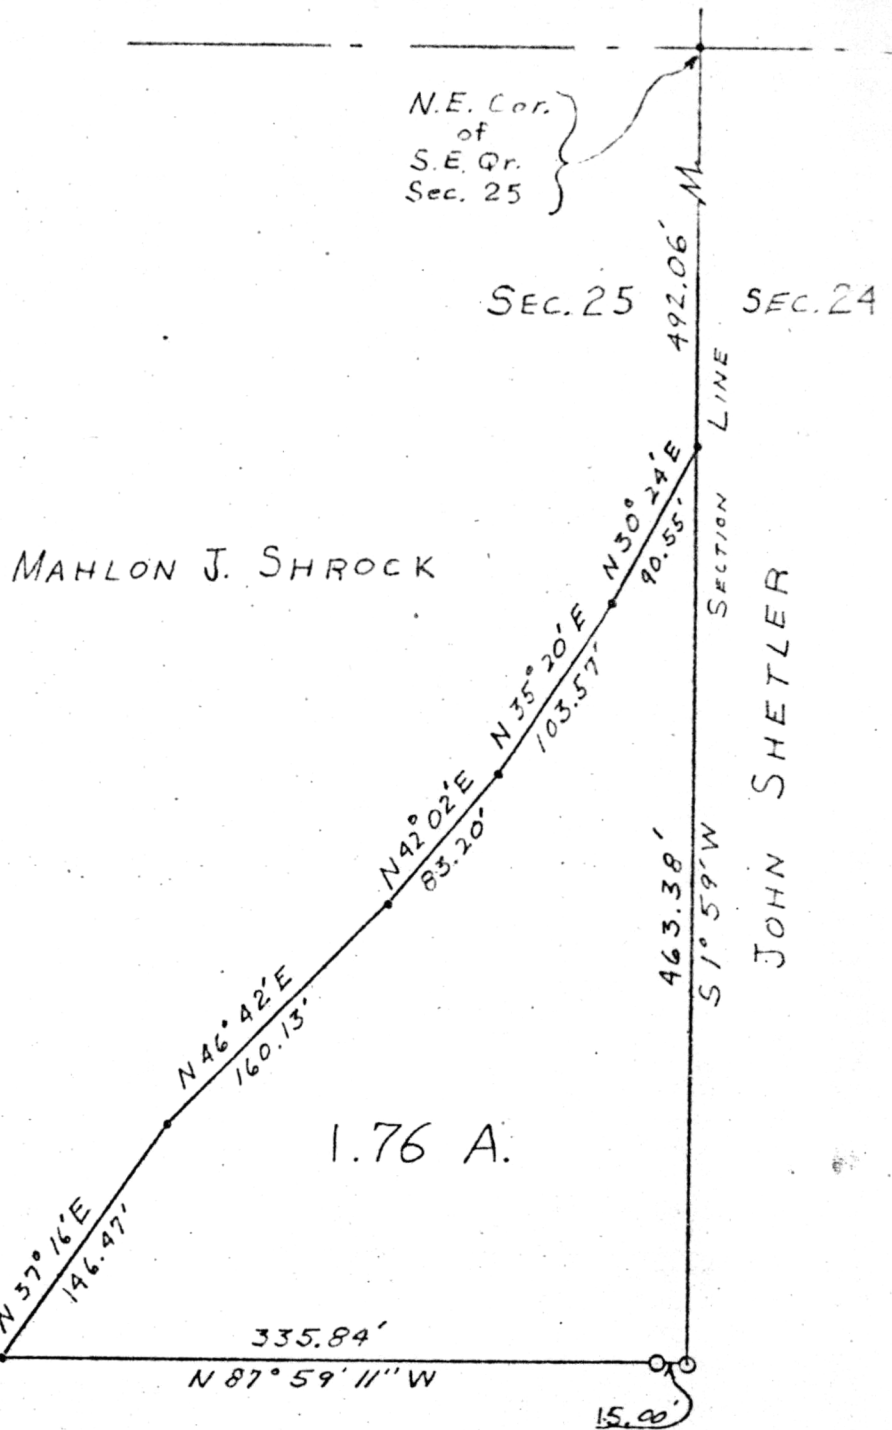 N.E. Cor.
of
S.E. Qr.
Sec. 25
492.06'
SEC. 25
SEC. 24
SECTION LINE
N 30° 24' E
90.55'
MAHLON J. SHROCK
N 35° 20' E
103.57'
JOHN SHETLER
N 42° 02' E
83.20'
463.38'
S 1° 59' W
N 46° 42' E
160.13'
1.76 A.
N 37° 16' E
146.47'
335.84'
N 87° 59' 11" W
15.00'